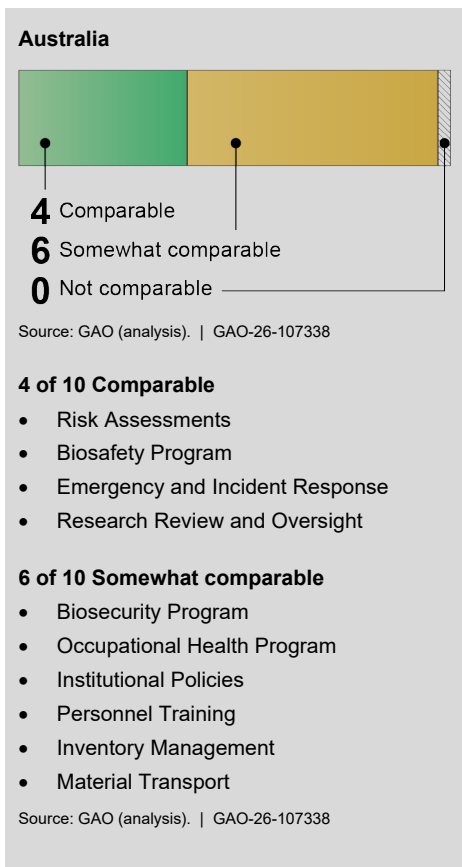 Australia
4 Comparable
6 Somewhat comparable
0 Not comparable
Source: GAO (analysis). | GAO-26-107338
4 of 10 Comparable
• Risk Assessments
• Biosafety Program
• Emergency and Incident Response
• Research Review and Oversight
6 of 10 Somewhat comparable
• Biosecurity Program
• Occupational Health Program
• Institutional Policies
• Personnel Training
• Inventory Management
• Material Transport
Source: GAO (analysis). | GAO-26-107338